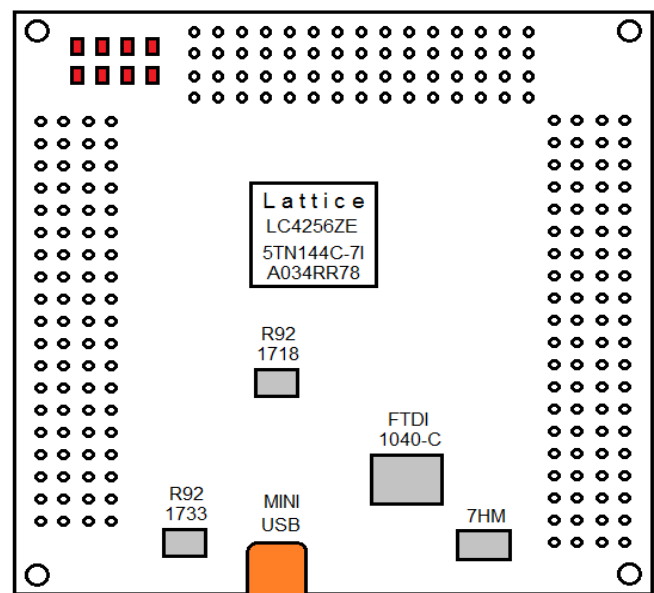 Lattice
LC4256ZE
5TN144C-7I
A034RR78
R92
1718
FTDI
1040-C
R92
1733
MINI
USB
7HM